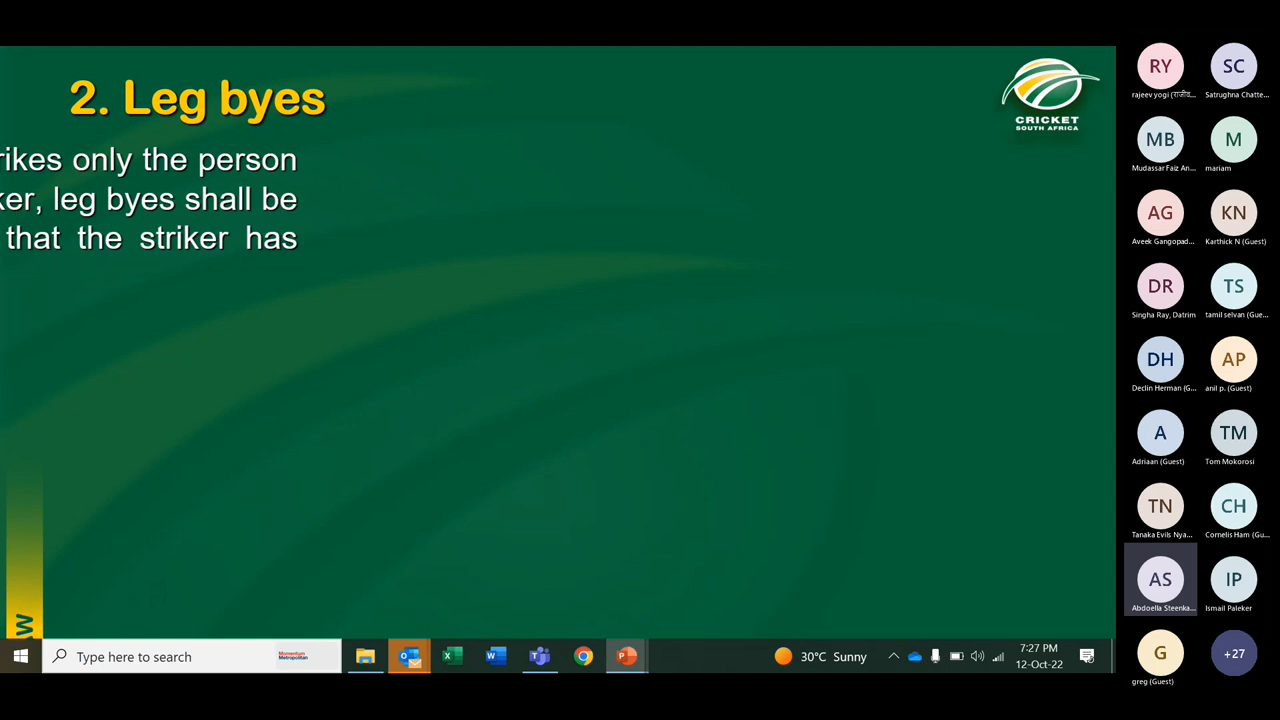 2. Leg byes
rikes only the person
ker, leg byes shall be
that the striker has
CRICKET
SOUTH AFRICA
W
RY
rajeev yogi (राजीव...
SC
Satrughna Chatte...
MB
Mudassar Faiz An...
M
mariam
AG
Aveek Gangopad...
KN
Karthick N (Guest)
DR
Singha Ray, Datrim
TS
tamil selvan (Gue...
DH
Declin Herman (G...
AP
anil p. (Guest)
A
Adriaan (Guest)
TM
Tom Mokorosi
TN
Tanaka Evils Nya...
CH
Cornelis Ham (Gu...
AS
Abdoella Steenka...
IP
Ismail Paleker
G
greg (Guest)
+27
Type here to search
Momentum
Metropolitan
30°C Sunny
7:27 PM
12-Oct-22